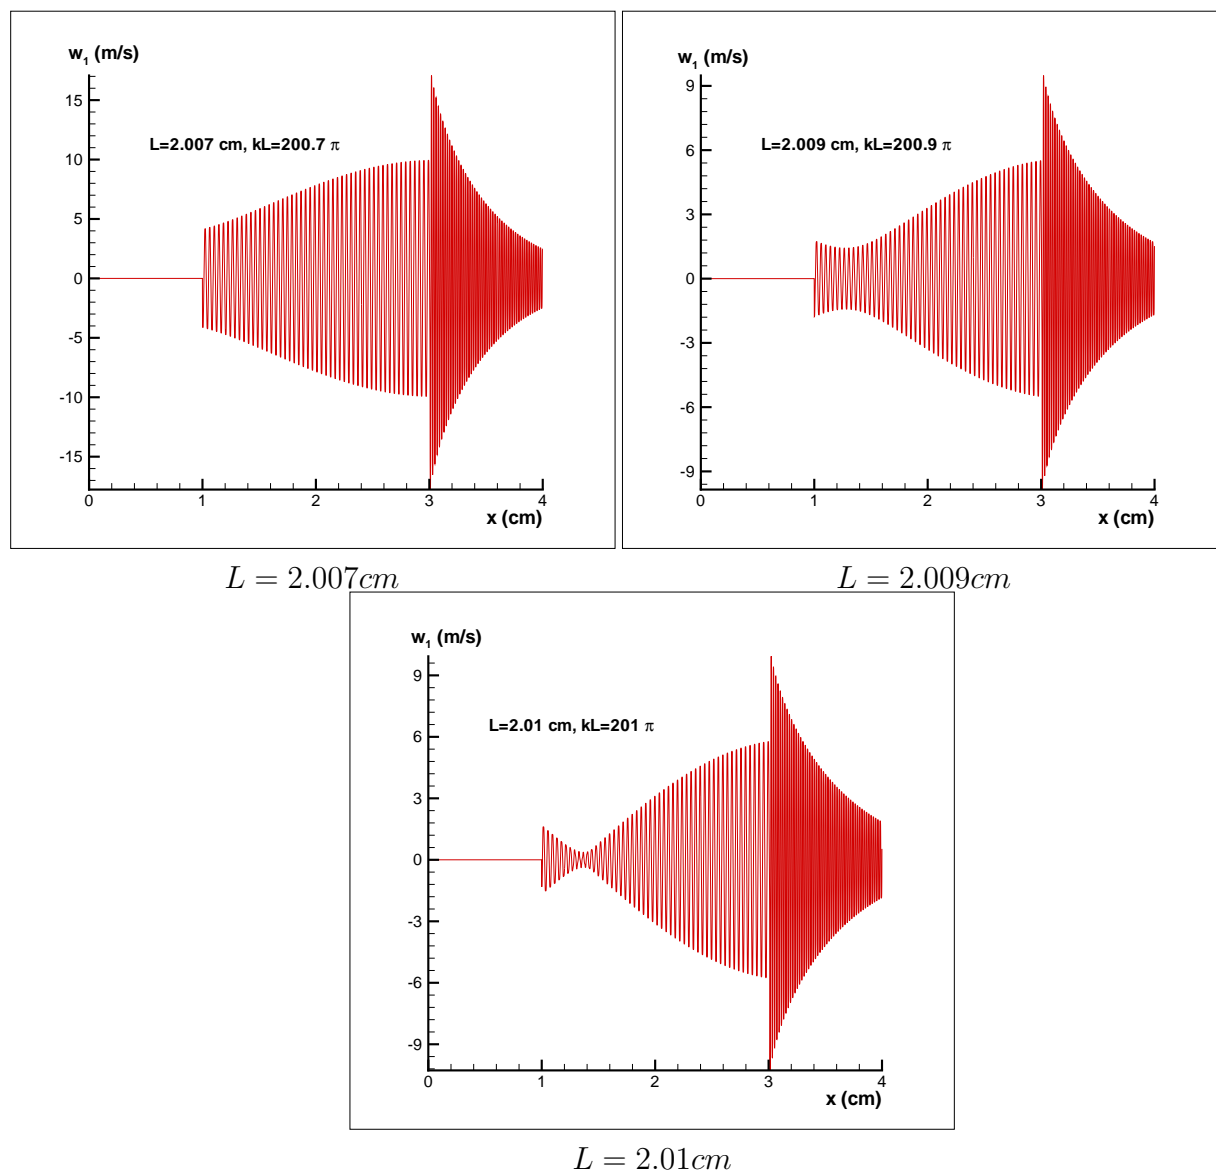 w₁ (m/s)
15
10
5
0
-5
-10
-15
L=2.007 cm, kL=200.7 π
0 1 2 3 4
x (cm)
L = 2.007cm
w₁ (m/s)
9
6
3
0
-3
-6
-9
L=2.009 cm, kL=200.9 π
0 1 2 3 4
x (cm)
L = 2.009cm
w₁ (m/s)
9
6
3
0
-3
-6
-9
L=2.01 cm, kL=201 π
0 1 2 3 4
x (cm)
L = 2.01cm